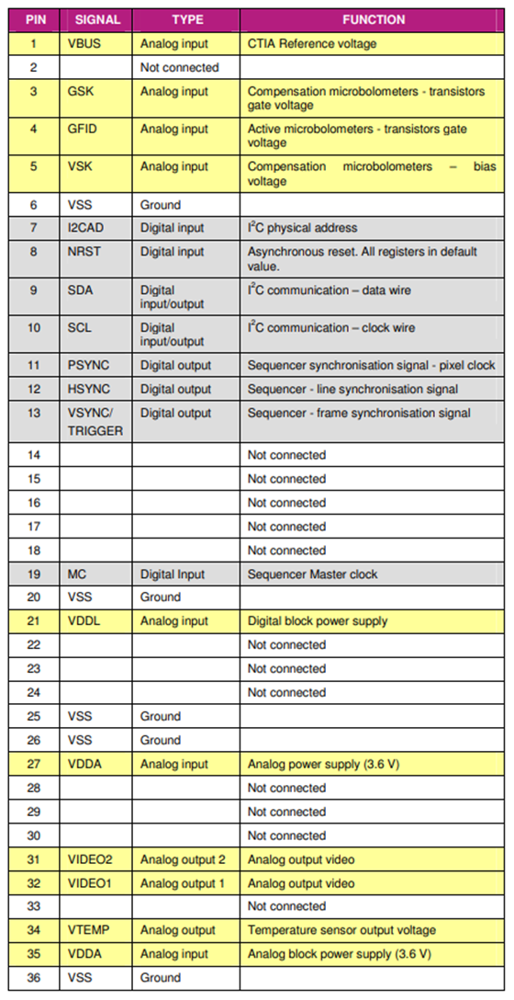 PIN SIGNAL TYPE FUNCTION
1 VBUS Analog input CTIA Reference voltage
2 Not connected
3 GSK Analog input Compensation microbolometers - transistors
gate voltage
4 GFID Analog input Active microbolometers - transistors gate
voltage
5 VSK Analog input Compensation microbolometers – bias
voltage
6 VSS Ground
7 I2CAD Digital input I²C physical address
8 NRST Digital input Asynchronous reset. All registers in default
value.
9 SDA Digital I²C communication – data wire
input/output
10 SCL Digital I²C communication – clock wire
input/output
11 PSYNC Digital output Sequencer synchronisation signal - pixel clock
12 HSYNC Digital output Sequencer - line synchronisation signal
13 VSYNC/ Digital output Sequencer - frame synchronisation signal
TRIGGER
14 Not connected
15 Not connected
16 Not connected
17 Not connected
18 Not connected
19 MC Digital Input Sequencer Master clock
20 VSS Ground
21 VDDL Analog input Digital block power supply
22 Not connected
23 Not connected
24 Not connected
25 VSS Ground
26 VSS Ground
27 VDDA Analog input Analog power supply (3.6 V)
28 Not connected
29 Not connected
30 Not connected
31 VIDEO2 Analog output 2 Analog output video
32 VIDEO1 Analog output 1 Analog output video
33 Not connected
34 VTEMP Analog output Temperature sensor output voltage
35 VDDA Analog input Analog block power supply (3.6 V)
36 VSS Ground